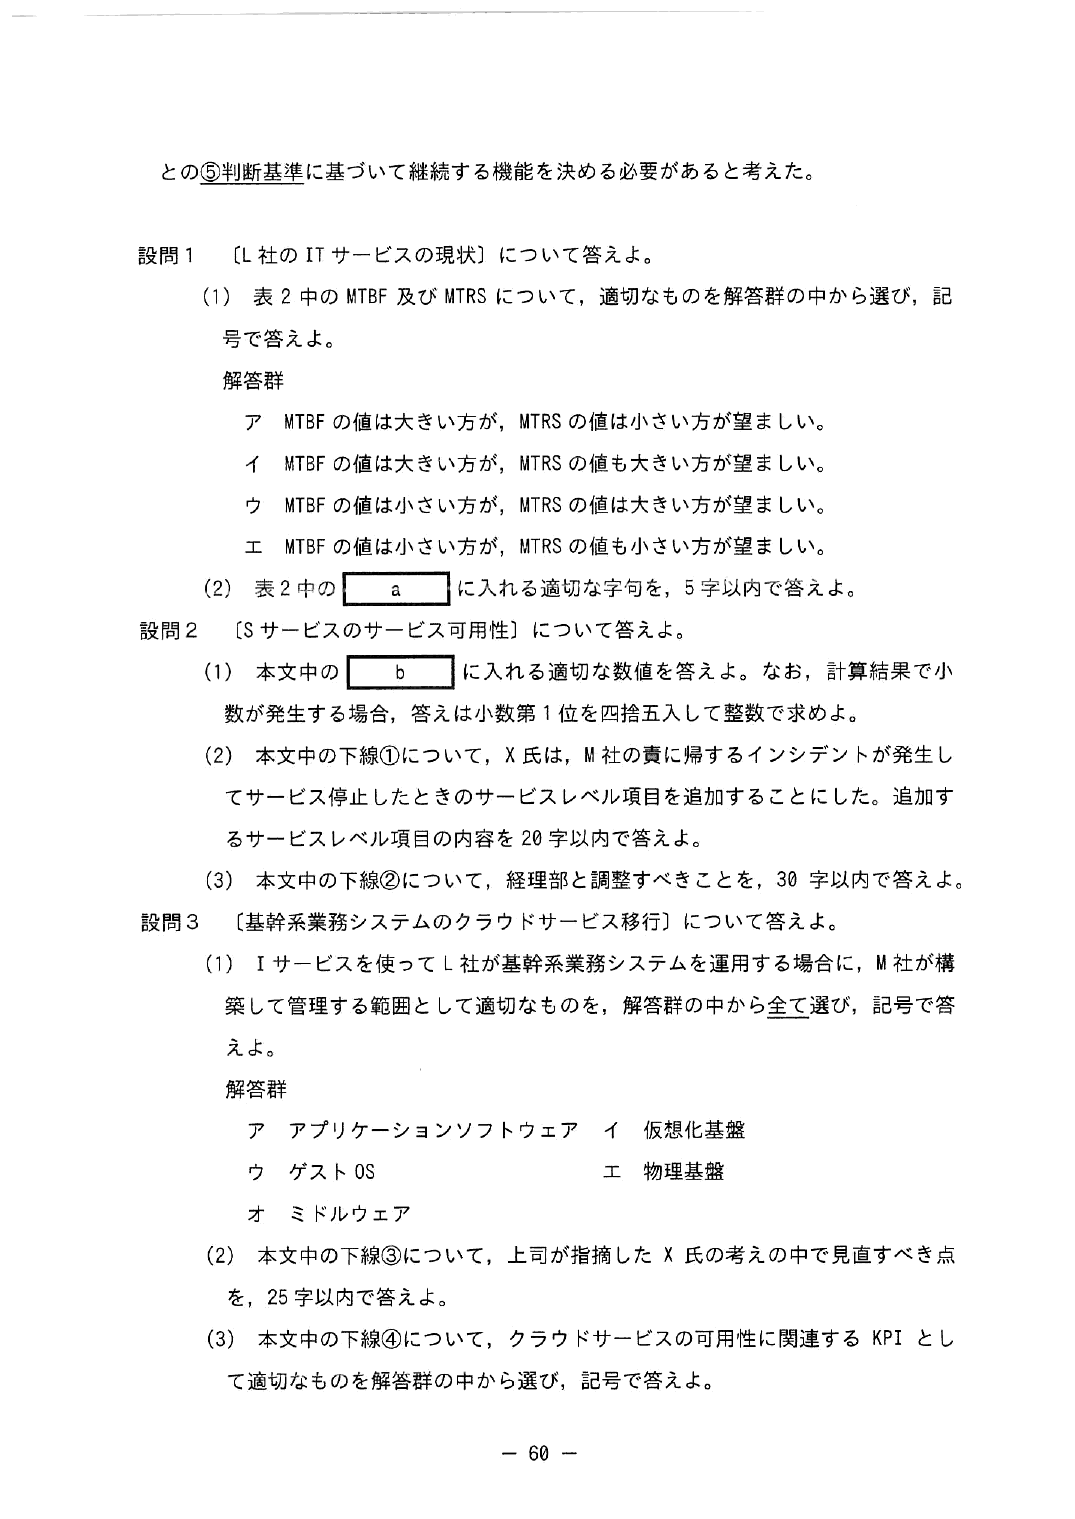 との⑤判断基準に基づいて継続する機能を決める必要があると考えた。
設問1 〔L社のITサービスの現状〕について答えよ。
(1) 表2中のMTBF及びMTRSについて，適切なものを解答群の中から選び，記
号で答えよ。
解答群
ア MTBFの値は大きい方が，MTRSの値は小さい方が望ましい。
イ MTBFの値は大きい方が，MTRSの値も大きい方が望ましい。
ウ MTBFの値は小さい方が，MTRSの値は大きい方が望ましい。
エ MTBFの値は小さい方が，MTRSの値も小さい方が望ましい。
(2) 表2中の a に入れる適切な字句を，5字以内で答えよ。
設問2 〔Sサービスのサービス可用性〕について答えよ。
(1) 本文中の b に入れる適切な数値を答えよ。なお，計算結果で小
数が発生する場合，答えは小数第1位を四捨五入して整数で求めよ。
(2) 本文中の下線①について，X氏は，M社の責に帰するインシデントが発生し
てサービス停止したときのサービスレベル項目を追加することにした。追加す
るサービスレベル項目の内容を20字以内で答えよ。
(3) 本文中の下線②について，経理部と調整すべきことを，30字以内で答えよ。
設問3 〔基幹系業務システムのクラウドサービス移行〕について答えよ。
(1) Iサービスを使ってL社が基幹系業務システムを運用する場合に，M社が構
築して管理する範囲として適切なものを，解答群の中から全て選び，記号で答
えよ。
解答群
ア アプリケーションソフトウェア イ 仮想化基盤
ウ ゲストOS エ 物理基盤
オ ミドルウェア
(2) 本文中の下線③について，上司が指摘したX氏の考えの中で見直すべき点
を，25字以内で答えよ。
(3) 本文中の下線④について，クラウドサービスの可用性に関連するKPIとし
て適切なものを解答群の中から選び，記号で答えよ。
― 60 ―